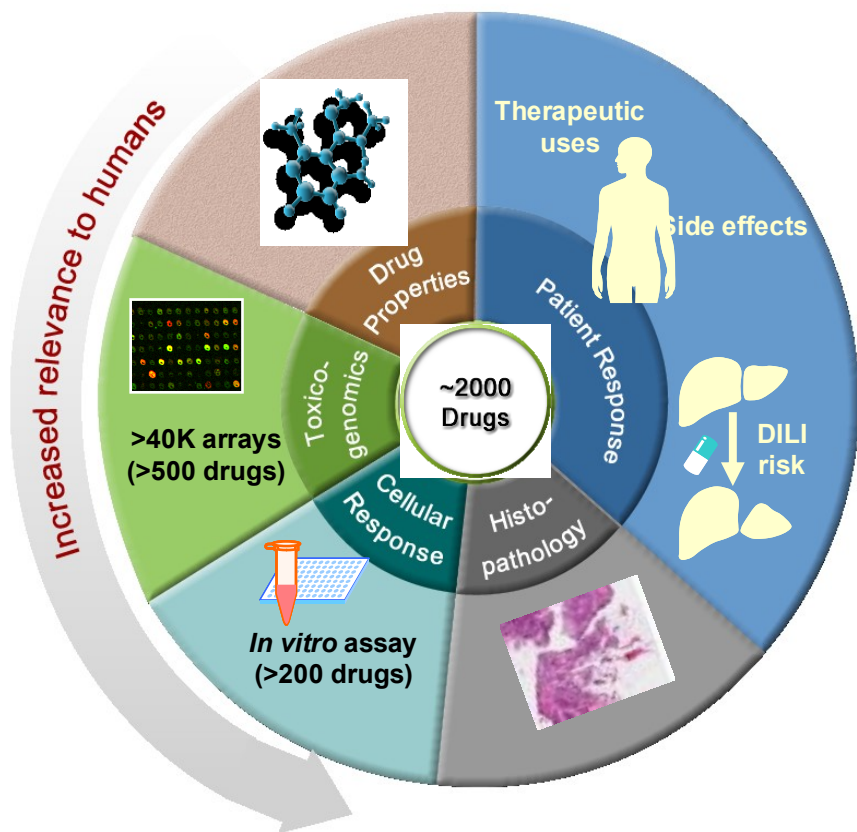 Increased relevance to humans
Therapeutic
uses
Side effects
DILI
risk
Patient Response
Drug
Properties
Toxico-
genomics
>40K arrays
(>500 drugs)
~2000
Drugs
Cellular
Response
In vitro assay
(>200 drugs)
Histo-
pathology